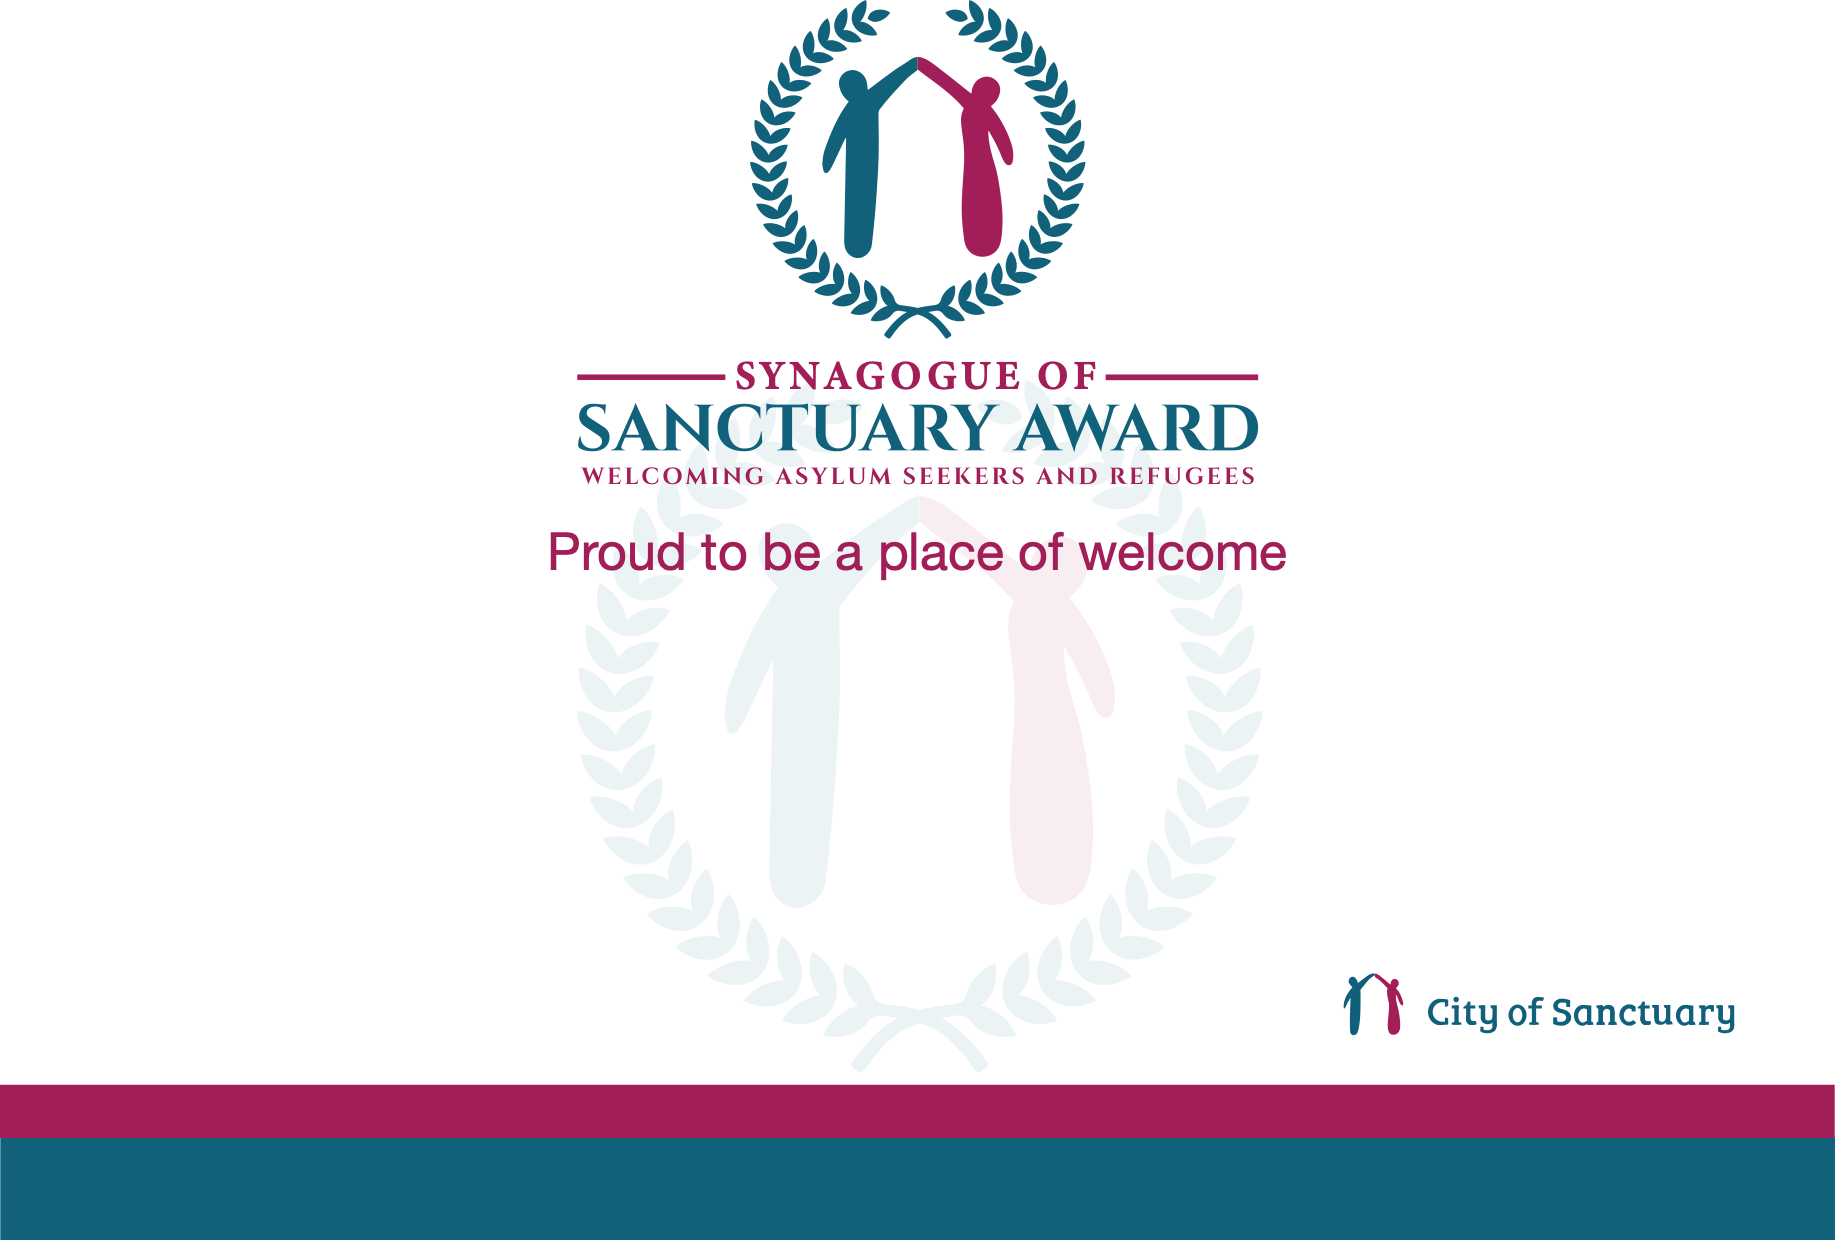 SYNAGOGUE OF
SANCTUARY AWARD
WELCOMING ASYLUM SEEKERS AND REFUGEES
Proud to be a place of welcome
City of Sanctuary